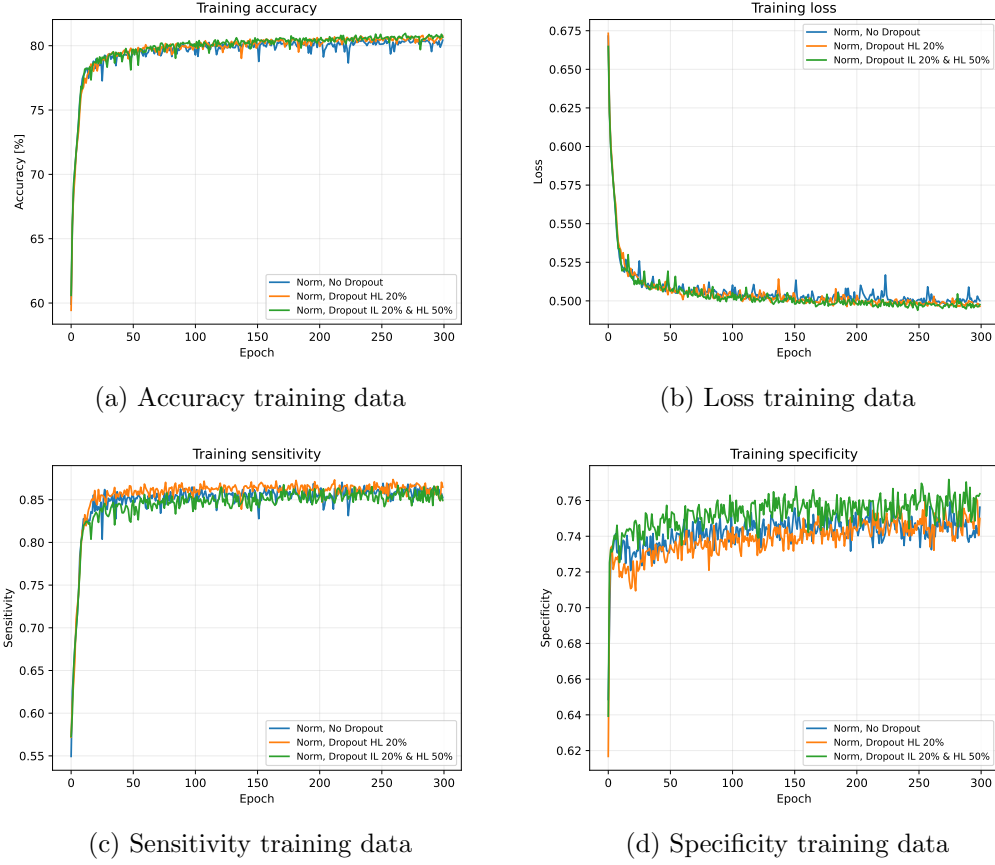 Training accuracy
Accuracy [%]
80
75
70
65
60
Norm, No Dropout
Norm, Dropout HL 20%
Norm, Dropout IL 20% & HL 50%
0 50 100 150 200 250 300
Epoch
(a) Accuracy training data
Training loss
Loss
0.675
0.650
0.625
0.600
0.575
0.550
0.525
0.500
Norm, No Dropout
Norm, Dropout HL 20%
Norm, Dropout IL 20% & HL 50%
0 50 100 150 200 250 300
Epoch
(b) Loss training data
Training sensitivity
Sensitivity
0.85
0.80
0.75
0.70
0.65
0.60
0.55
Norm, No Dropout
Norm, Dropout HL 20%
Norm, Dropout IL 20% & HL 50%
0 50 100 150 200 250 300
Epoch
(c) Sensitivity training data
Training specificity
Specificity
0.76
0.74
0.72
0.70
0.68
0.66
0.64
0.62
Norm, No Dropout
Norm, Dropout HL 20%
Norm, Dropout IL 20% & HL 50%
0 50 100 150 200 250 300
Epoch
(d) Specificity training data